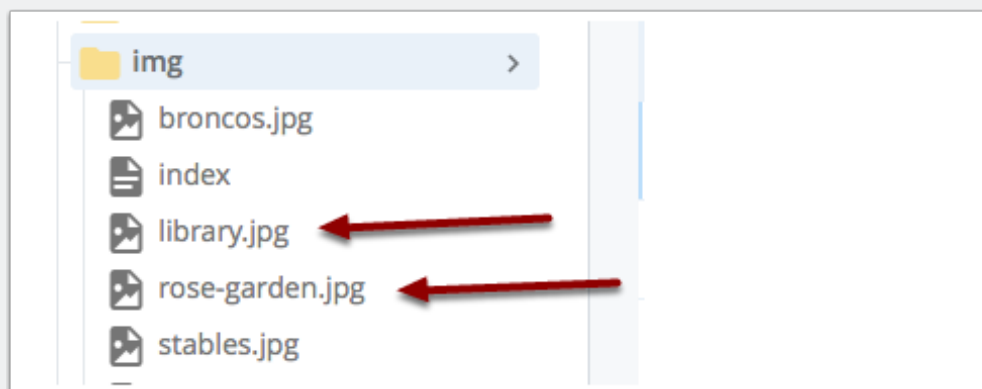 img
broncos.jpg
index
library.jpg
rose-garden.jpg
stables.jpg